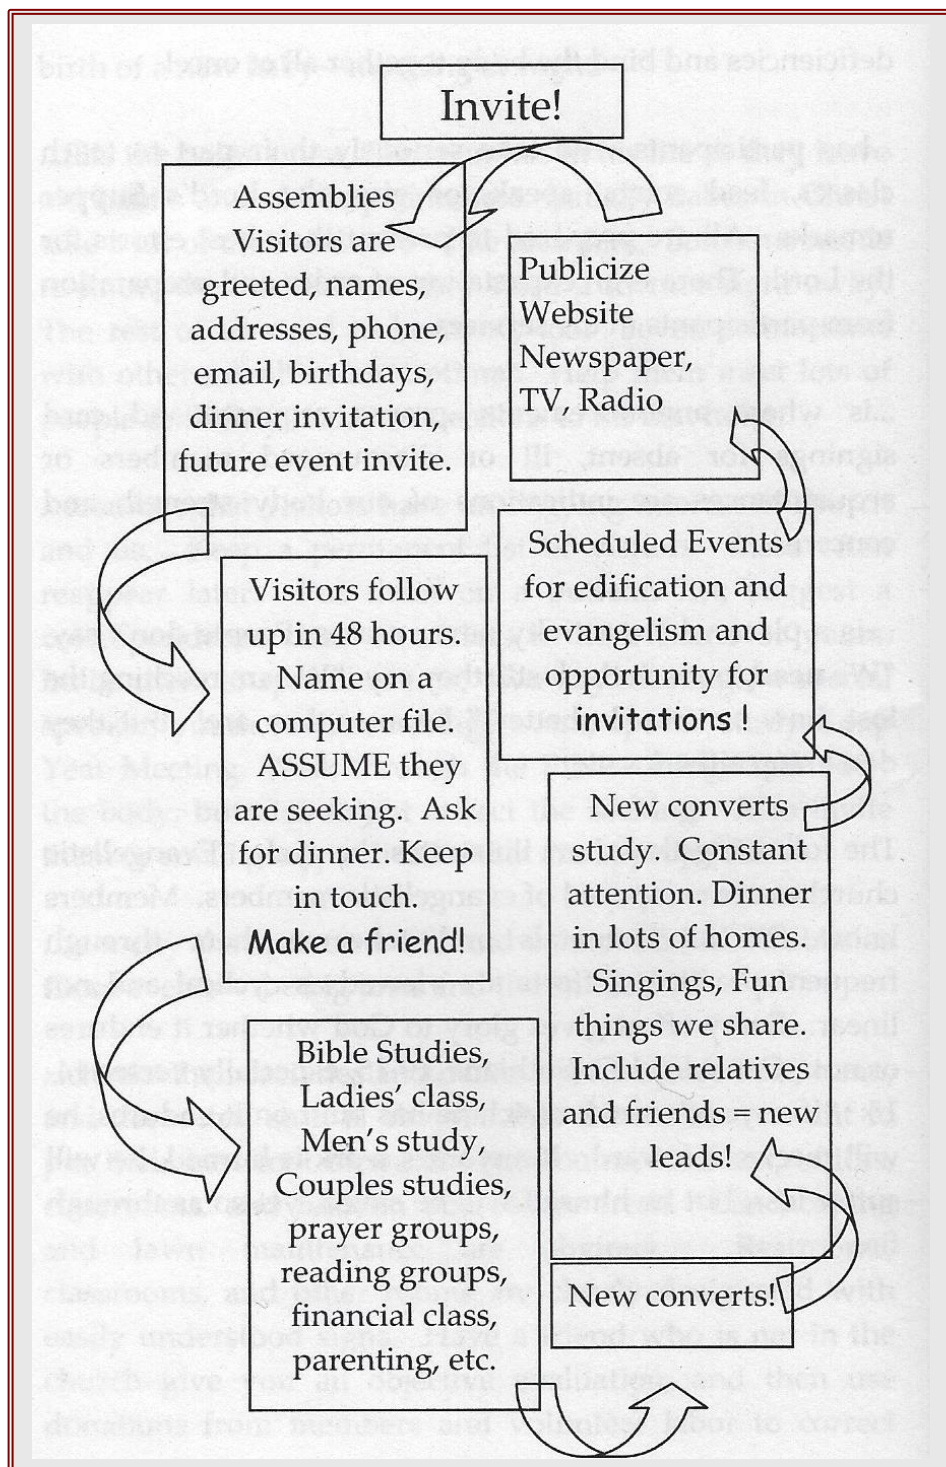 Invite!
Assemblies
Visitors are
greeted, names,
addresses, phone,
email, birthdays,
dinner invitation,
future event invite.
Visitors follow
up in 48 hours.
Name on a
computer file.
ASSUME they
are seeking. Ask
for dinner. Keep
in touch.
Make a friend!
Bible Studies,
Ladies' class,
Men's study,
Couples studies,
prayer groups,
reading groups,
financial class,
parenting, etc.
New converts!
New converts
study. Constant
attention. Dinner
in lots of homes.
Singings, Fun
things we share.
Include relatives
and friends = new
leads!
Scheduled Events
for edification and
evangelism and
opportunity for
invitations !
Publicize
Website
Newspaper,
TV, Radio